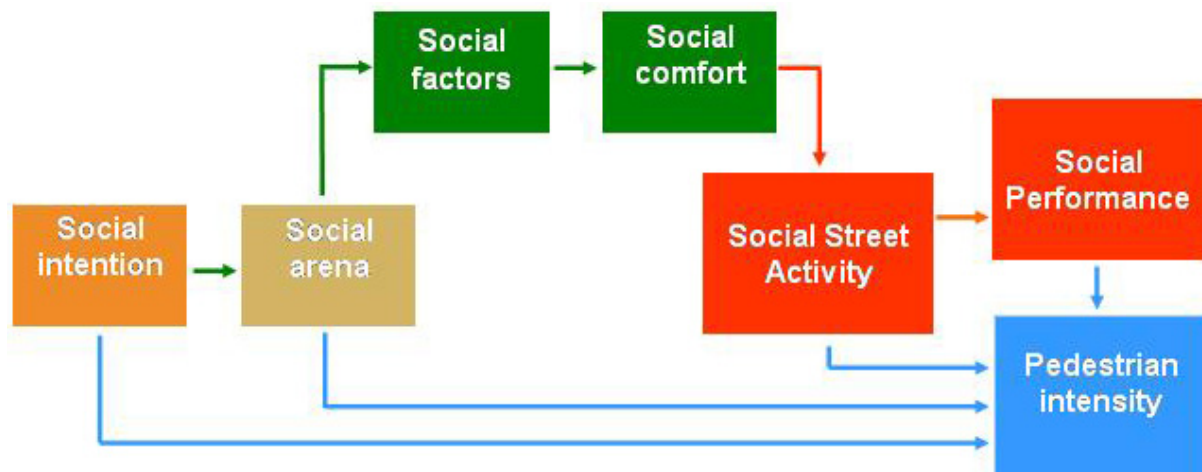 Social
factors
Social
comfort
Social
Performance
Social
intention
Social
arena
Social Street
Activity
Pedestrian
intensity